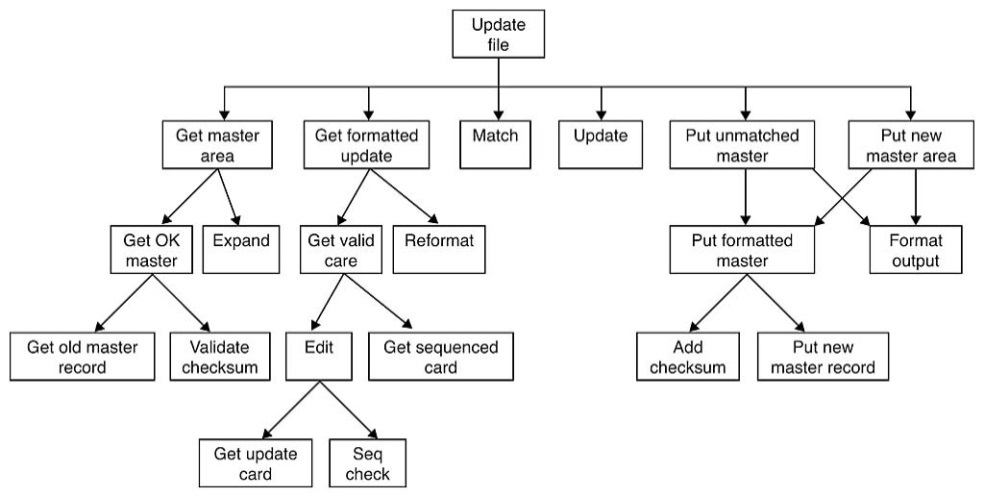 Update
file
Get master
area
Get formatted
update
Match
Update
Put unmatched
master
Put new
master area
Get OK
master
Expand
Get valid
care
Reformat
Put formatted
master
Format
output
Get old master
record
Validate
checksum
Edit
Get sequenced
card
Add
checksum
Put new
master record
Get update
card
Seq
check